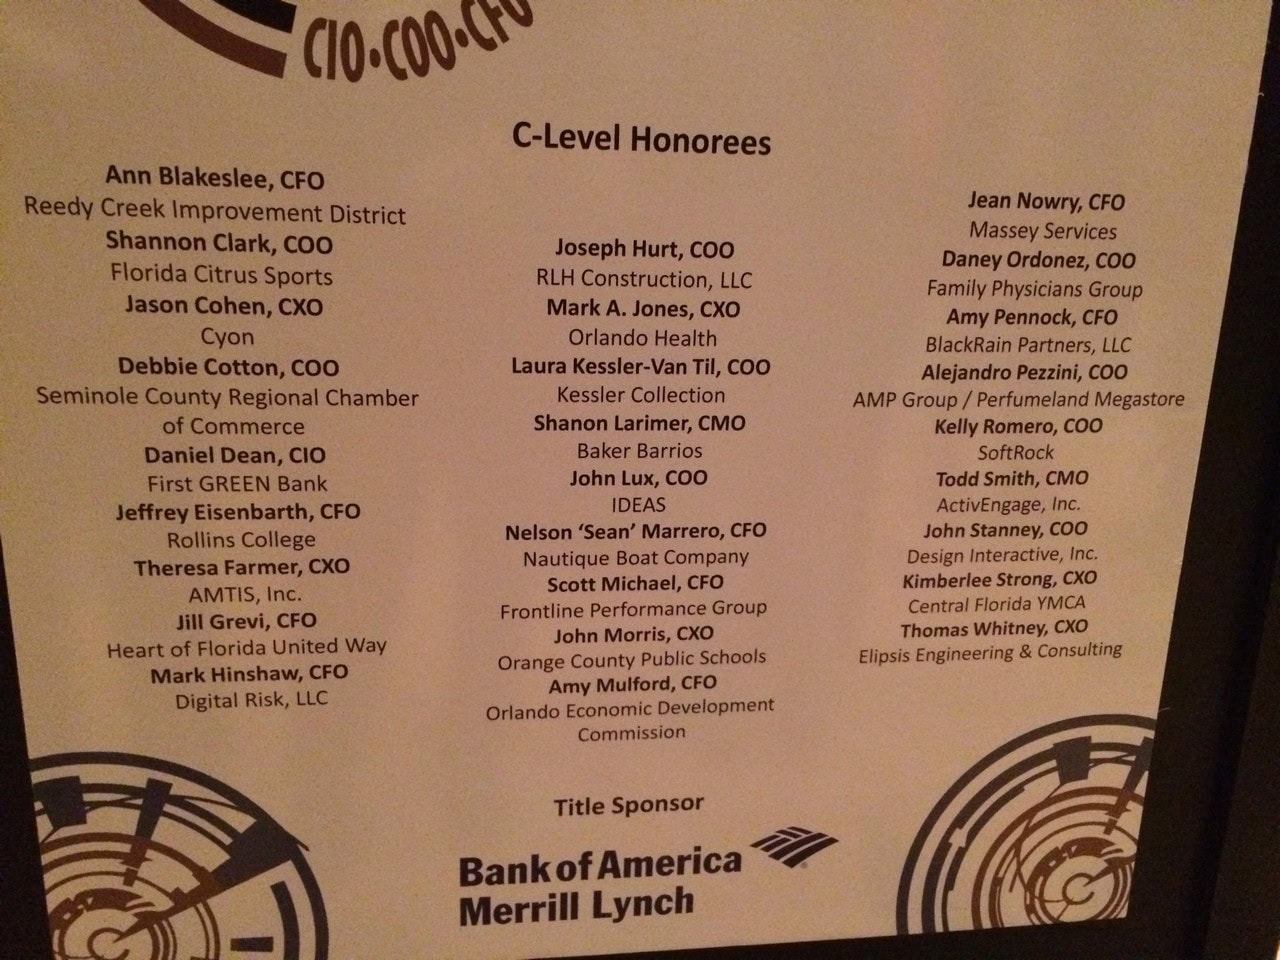 CIO•COO•CFO
C-Level Honorees
Ann Blakeslee, CFO
Reedy Creek Improvement District
Shannon Clark, COO
Florida Citrus Sports
Jason Cohen, CXO
Cyon
Debbie Cotton, COO
Seminole County Regional Chamber
of Commerce
Daniel Dean, CIO
First GREEN Bank
Jeffrey Eisenbarth, CFO
Rollins College
Theresa Farmer, CXO
AMTIS, Inc.
Jill Grevi, CFO
Heart of Florida United Way
Mark Hinshaw, CFO
Digital Risk, LLC
Joseph Hurt, COO
RLH Construction, LLC
Mark A. Jones, CXO
Orlando Health
Laura Kessler-Van Til, COO
Kessler Collection
Shanon Larimer, CMO
Baker Barrios
John Lux, COO
IDEAS
Nelson ‘Sean’ Marrero, CFO
Nautique Boat Company
Scott Michael, CFO
Frontline Performance Group
John Morris, CXO
Orange County Public Schools
Amy Mulford, CFO
Orlando Economic Development
Commission
Jean Nowry, CFO
Massey Services
Daney Ordonez, COO
Family Physicians Group
Amy Pennock, CFO
BlackRain Partners, LLC
Alejandro Pezzini, COO
AMP Group / Perfumeland Megastore
Kelly Romero, COO
SoftRock
Todd Smith, CMO
ActivEngage, Inc.
John Stanney, COO
Design Interactive, Inc.
Kimberlee Strong, CXO
Central Florida YMCA
Thomas Whitney, CXO
Elipsis Engineering & Consulting
Title Sponsor
Bank of America
Merrill Lynch